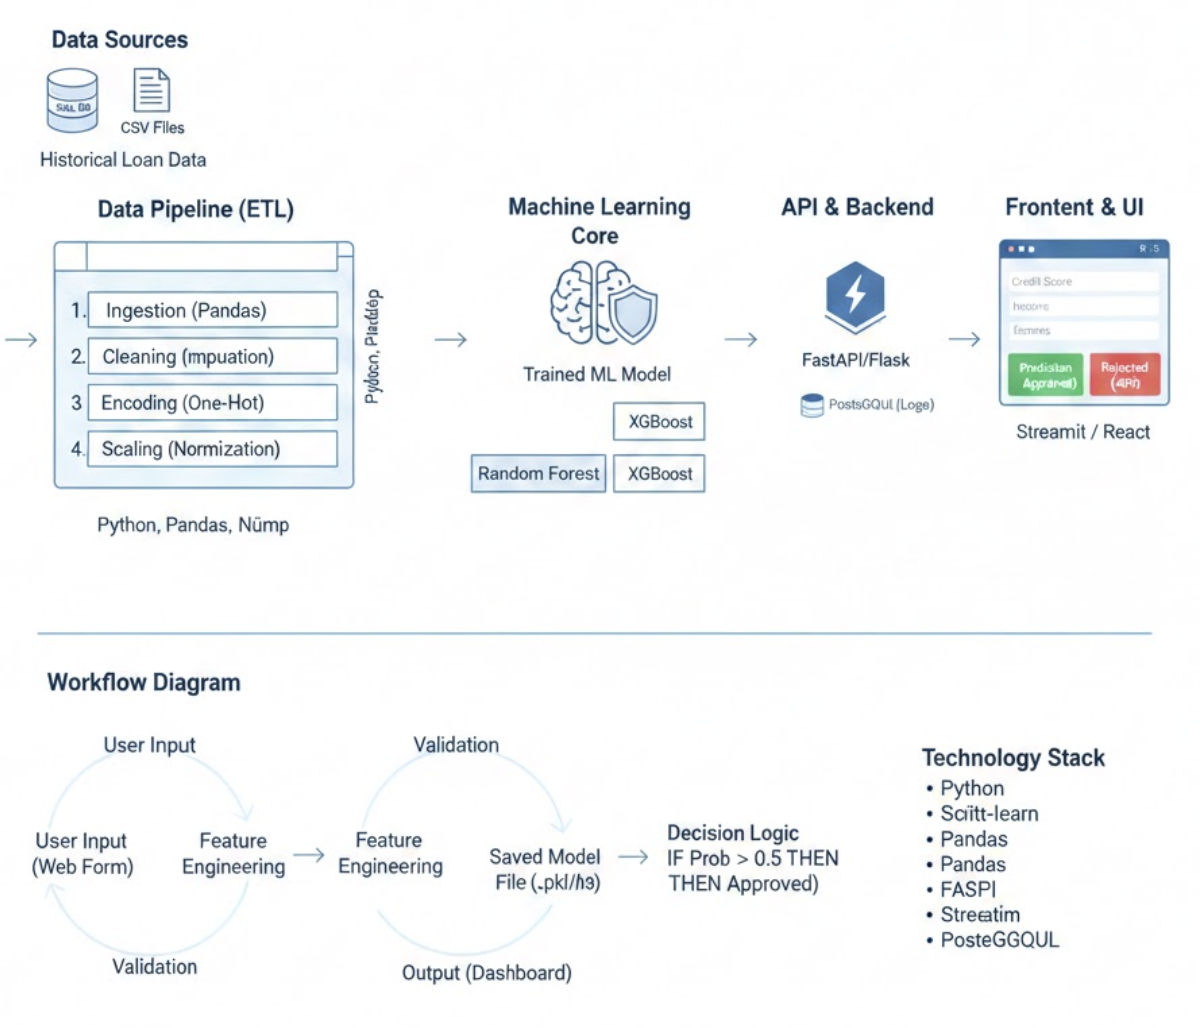 Data Sources
CSV Files
Historical Loan Data
Data Pipeline (ETL)
1. Ingestion (Pandas)
2. Cleaning (mpuation)
3 Encoding (One-Hot)
4. Scaling (Normization)
Python, Pandas, Nümp
Machine Learning
Core
Trained ML Model
XGBoost
Random Forest
XGBoost
API & Backend
FastAPI/Flask
PostsGQUl (Loge)
Frontent & UI
Credit Score
Rejected
Streamit / React
Workflow Diagram
User Input
User Input
(Web Form)
Feature
Engineering
Validation
Validation
Feature
Engineering
Saved Model
File
Output (Dashboard)
Decision Logic
IF Prob > 0.5 THEN
THEN Approved)
Technology Stack
• Python
• Sciitt-learn
• Pandas
• Pandas
• FASPI
• Streeatim
• PosteGGQUL